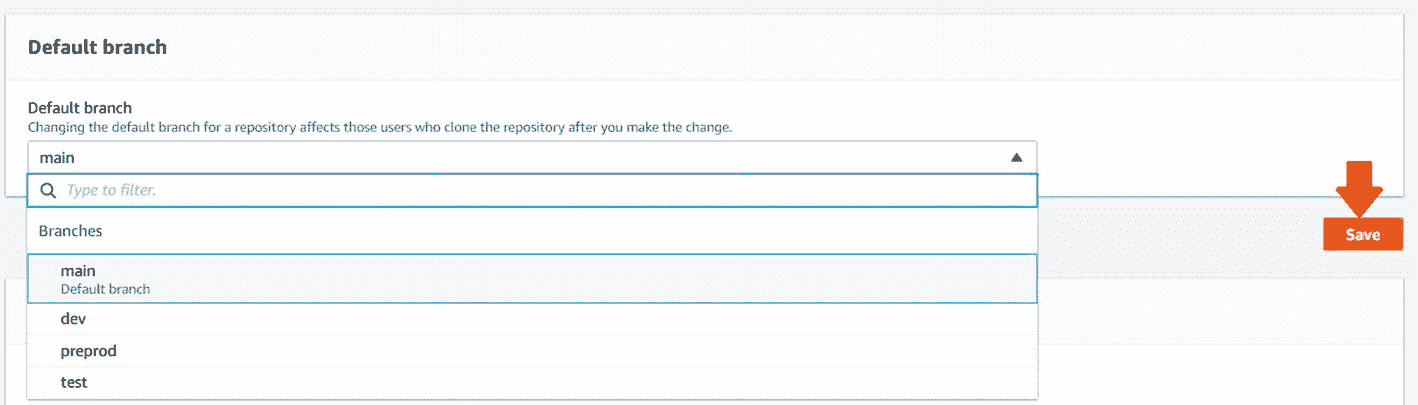 Default branch
Default branch
Changing the default branch for a repository affects those users who clone the repository after you make the change.
main
Type to filter.
Save
Branches
main
Default branch
dev
preprod
test